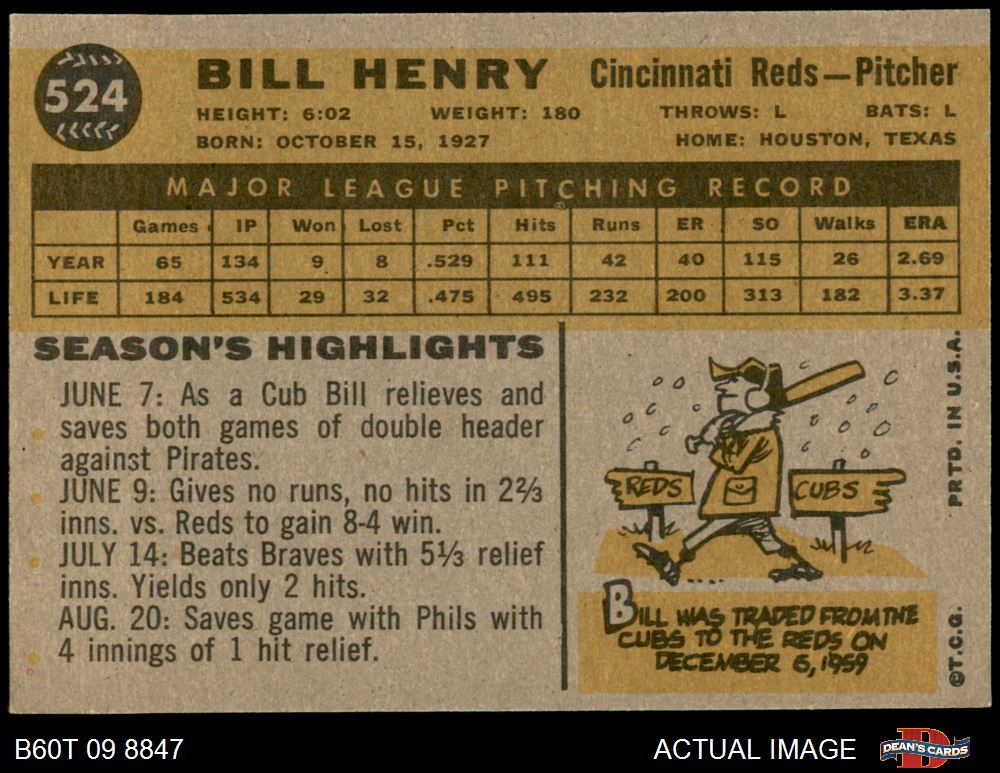 524
BILL HENRY Cincinnati Reds—Pitcher
HEIGHT: 6:02 WEIGHT: 180 THROWS: L BATS: L
BORN: OCTOBER 15, 1927 HOME: HOUSTON, TEXAS
MAJOR LEAGUE PITCHING RECORD
Games IP Won Lost Pct Hits Runs ER SO Walks ERA
YEAR 65 134 9 8 .529 111 42 40 115 26 2.69
LIFE 184 534 29 32 .475 495 232 200 313 182 3.37
SEASON'S HIGHLIGHTS
JUNE 7: As a Cub Bill relieves and
saves both games of double header
against Pirates.
JUNE 9: Gives no runs, no hits in 2⅔
inns. vs. Reds to gain 8-4 win.
JULY 14: Beats Braves with 5⅓ relief
inns. Yields only 2 hits.
AUG. 20: Saves game with Phils with
4 innings of 1 hit relief.
REDS
CUBS
BILL WAS TRADED FROM THE
CUBS TO THE REDS ON
DECEMBER 6, 1959
©T.C.G. PRTD. IN U.S.A.
B60T 09 8847 ACTUAL IMAGE DEAN'S CARDS